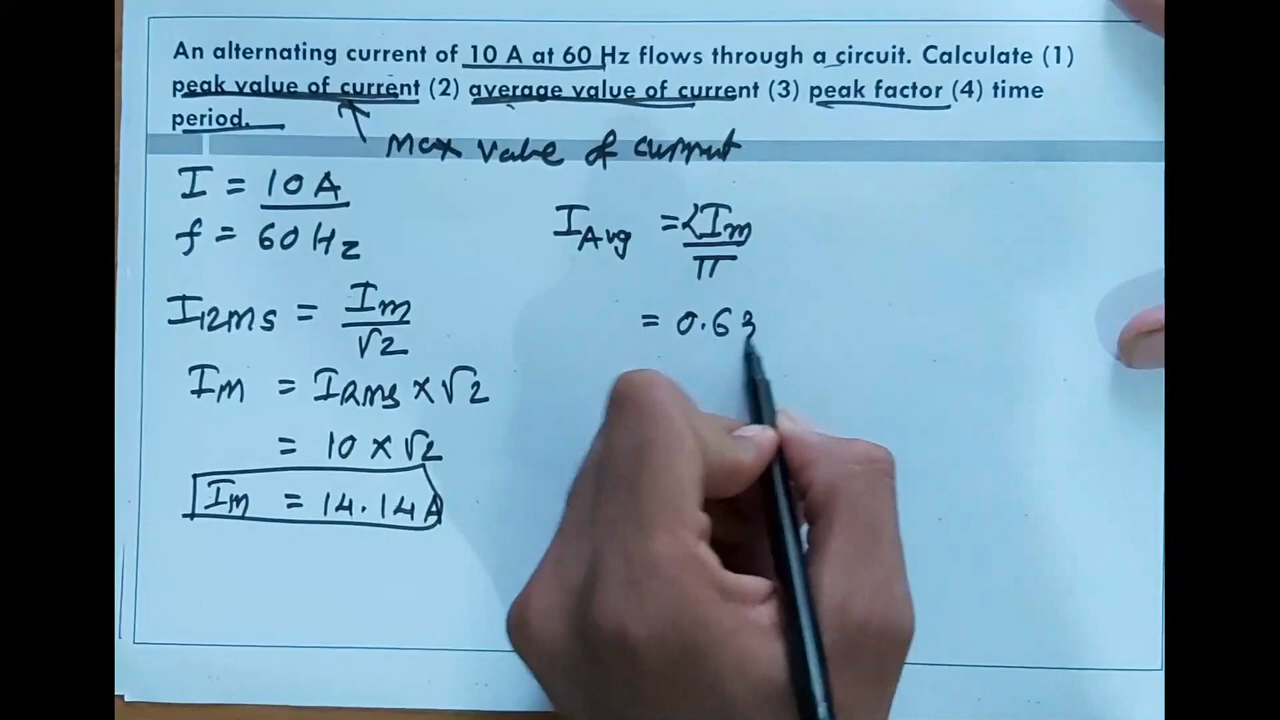 An alternating current of 10 A at 60 Hz flows through a circuit. Calculate (1)
peak value of current (2) average value of current (3) peak factor (4) time
period.
Max value of current
I = 10 A
f = 60 Hz
Irms = Im/√2
Im = Irms × √2
= 10 × √2
Im = 14.14 A
IAvg = 2Im/π
= 0.63